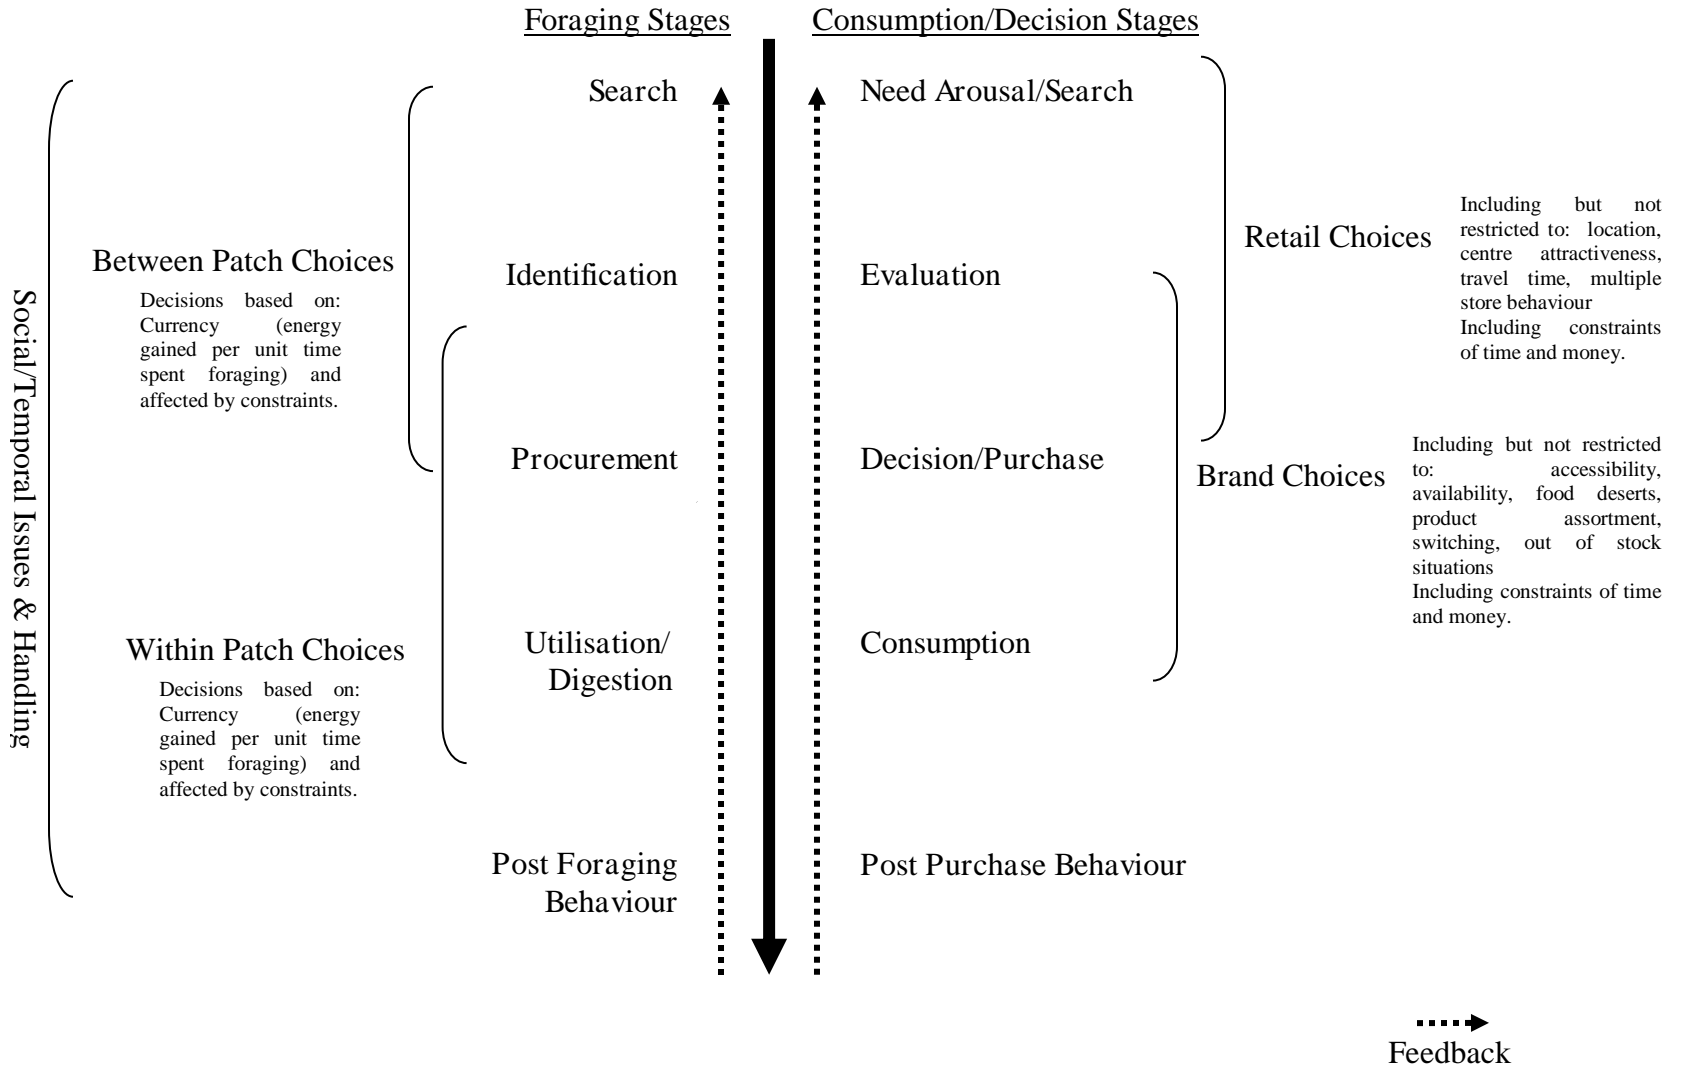 Foraging Stages
Consumption/Decision Stages
Search
Need Arousal/Search
Between Patch Choices
Decisions based on:
Currency (energy
gained per unit time
spent foraging) and
affected by constraints.
Identification
Evaluation
Retail Choices
Including but not
restricted to: location,
centre attractiveness,
travel time, multiple
store behaviour
Including constraints
of time and money.
Social/Temporal Issues & Handling
Procurement
Decision/Purchase
Brand Choices
Including but not restricted
to: accessibility,
availability, food deserts,
product assortment,
switching, out of stock
situations
Including constraints of time
and money.
Within Patch Choices
Decisions based on:
Currency (energy
gained per unit time
spent foraging) and
affected by constraints.
Utilisation/
Digestion
Consumption
Post Foraging
Behaviour
Post Purchase Behaviour
Feedback